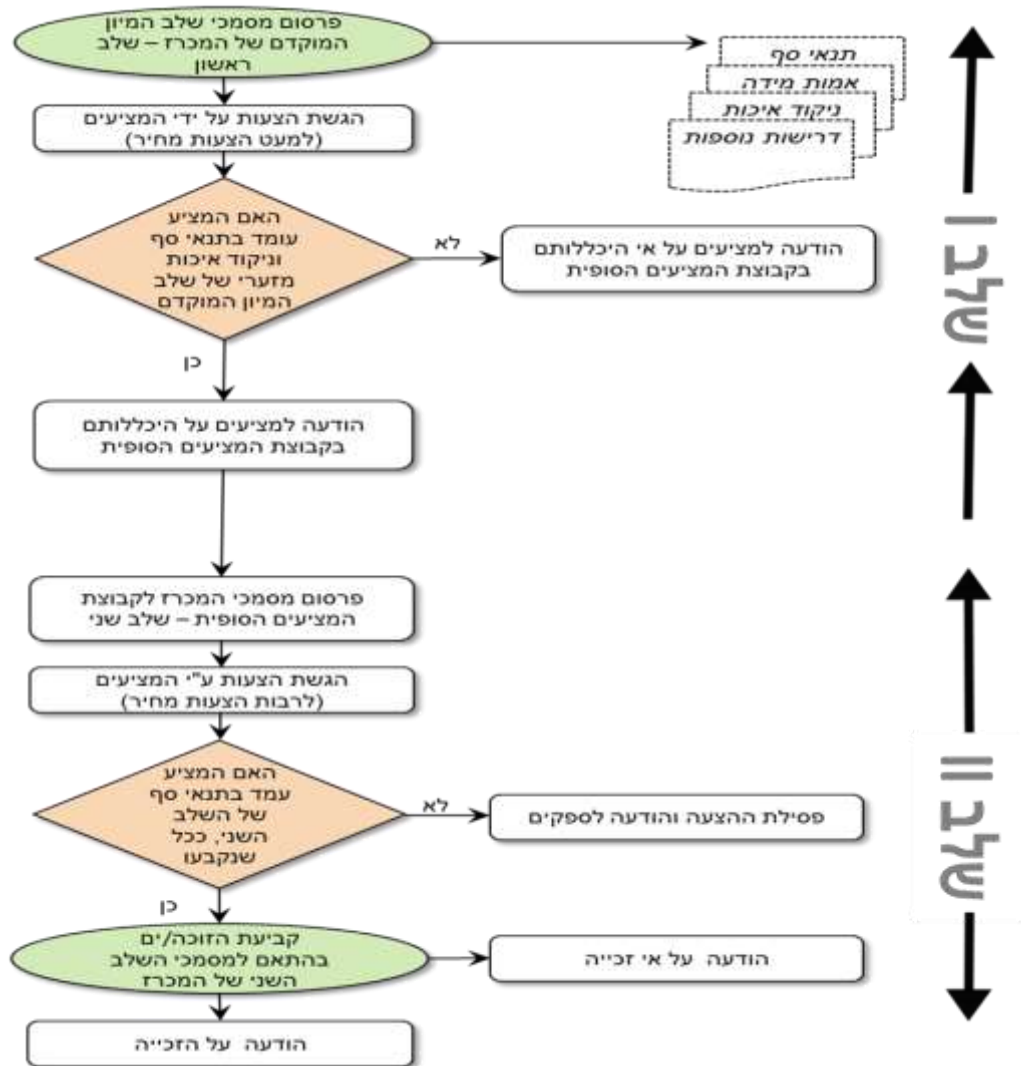 פרסום מסמכי שלב המיון
המוקדם של המכרז – שלב
ראשון
תנאי סף
אמות מידה
ניקוד איכות
דרישות נוספות
הגשת הצעות על ידי המציעים
(למעט הצעות מחיר)
האם המציע
עומד בתנאי סף
וניקוד איכות
מזערי של שלב
המיון המוקדם
לא
הודעה למציעים על אי היכללותם
בקבוצת המציעים הסופית
כן
הודעה למציעים על היכללותם
בקבוצת המציעים הסופית
שלב I
פרסום מסמכי המכרז לקבוצת
המציעים הסופית – שלב שני
הגשת הצעות ע"י המציעים
(לרבות הצעות מחיר)
האם המציע
עמד בתנאי סף
של השלב
השני, ככל
שנקבעו
לא
פסילת ההצעה והודעה לספקים
כן
קביעת הזוכה/ים
בהתאם למסמכי השלב
השני של המכרז
הודעה על אי זכייה
הודעה על הזכייה
שלב II